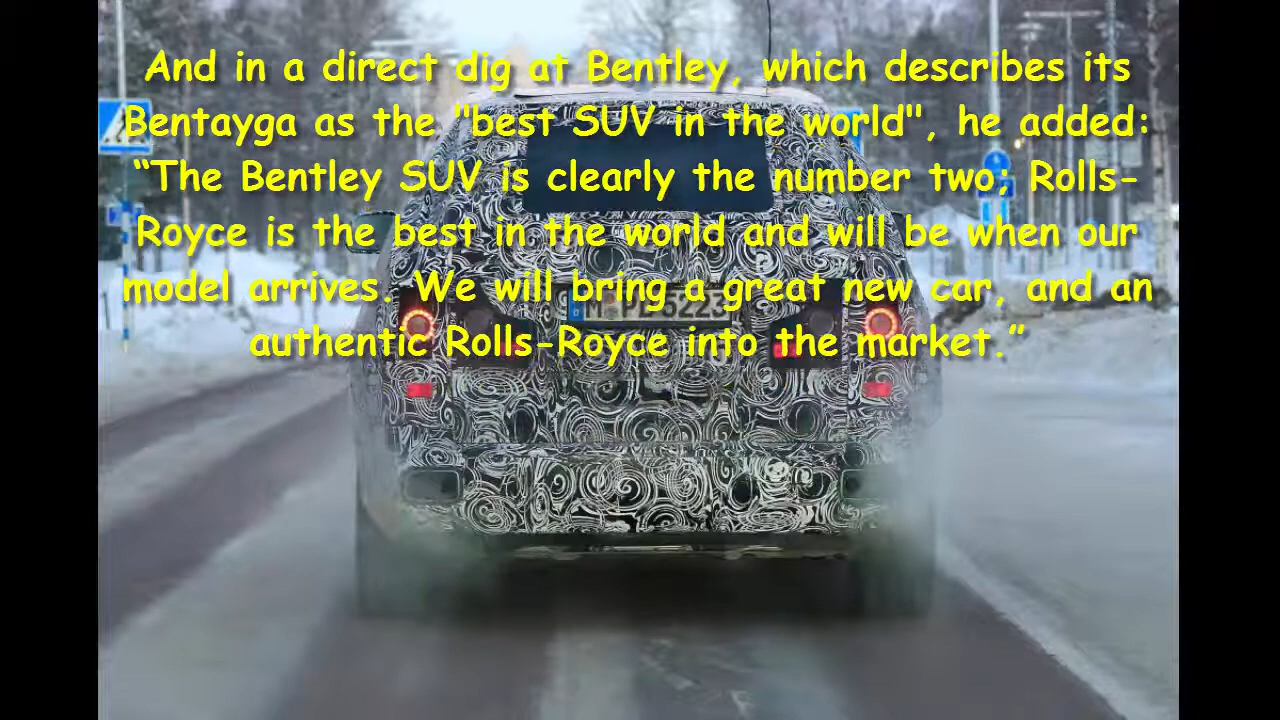 And in a direct dig at Bentley, which describes its
Bentayga as the "best SUV in the world", he added:
“The Bentley SUV is clearly the number two; Rolls-
Royce is the best in the world and will be when our
model arrives. We will bring a great new car, and an
authentic Rolls-Royce into the market.”